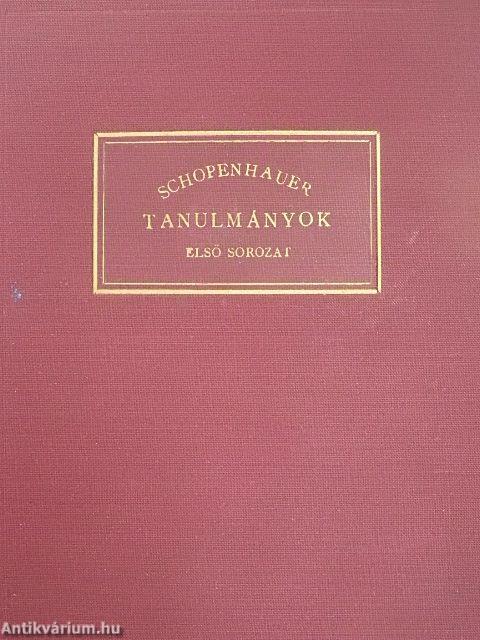 SCHOPENHAUER
TANULMÁNYOK
ELSŐ SOROZAT
Antikvárium.hu